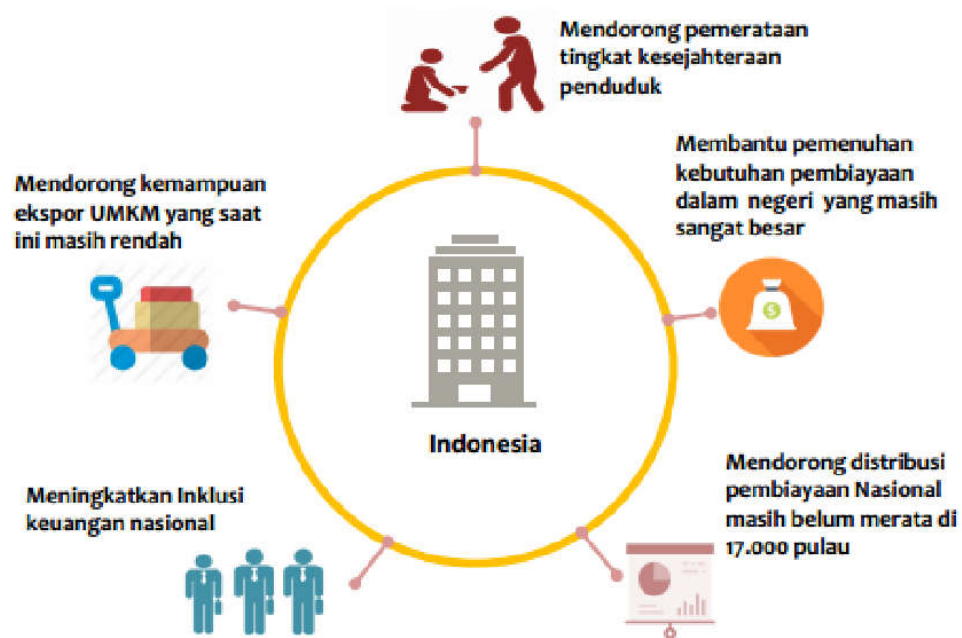 Mendorong pemerataan
tingkat kesejahteraan
penduduk
Membantu pemenuhan
kebutuhan pembiayaan
dalam negeri yang masih
sangat besar
Mendorong kemampuan
ekspor UMKM yang saat
ini masih rendah
$
Indonesia
Mendorong distribusi
pembiayaan Nasional
masih belum merata di
17.000 pulau
Meningkatkan Inklusi
keuangan nasional